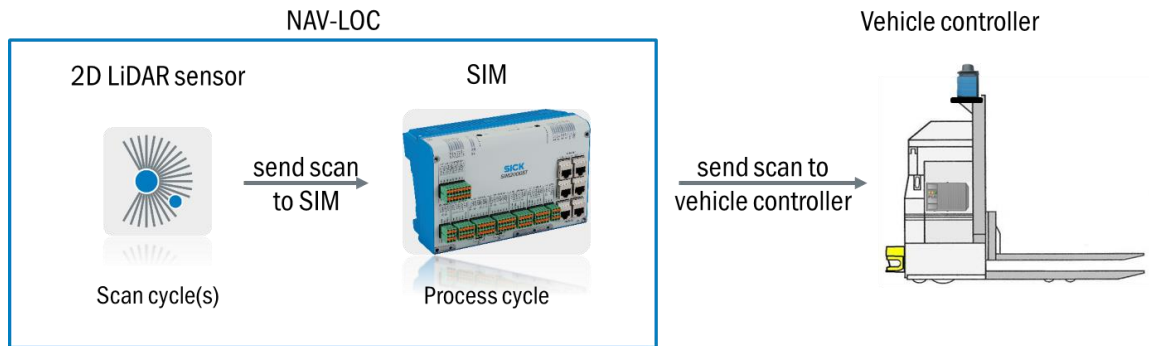 NAV-LOC
Vehicle controller
2D LiDAR sensor
SIM
send scan
to SIM
SICK
send scan to
vehicle controller
Scan cycle(s)
Process cycle